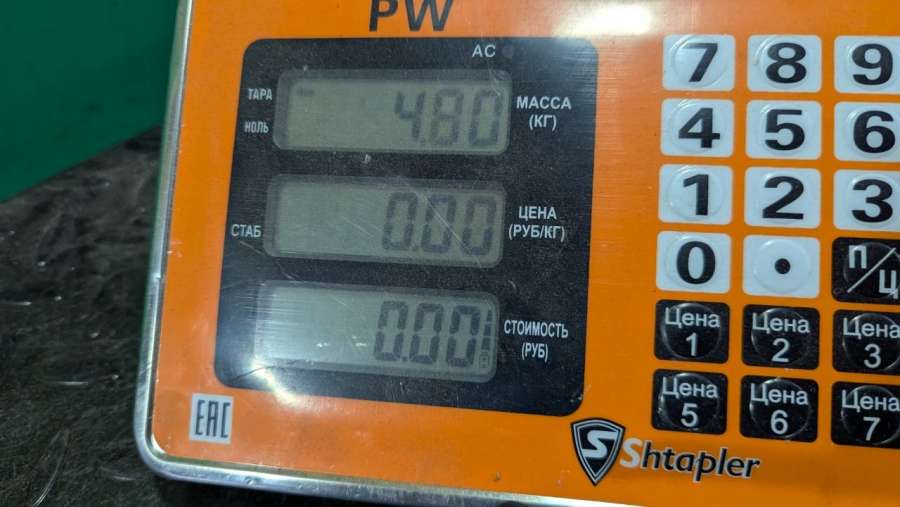 PW
AC
ТАРА
НОЛЬ
4.80
МАССА
(КГ)
СТАБ
0.00
ЦЕНА
(РУБ/КГ)
0.00
СТОИМОСТЬ
(РУБ)
EAC
Shtapler
7 8 9
4 5 6
1 2 3
0 . П/Ц
Цена 1 Цена 2 Цена 3
Цена 5 Цена 6 Цена 7